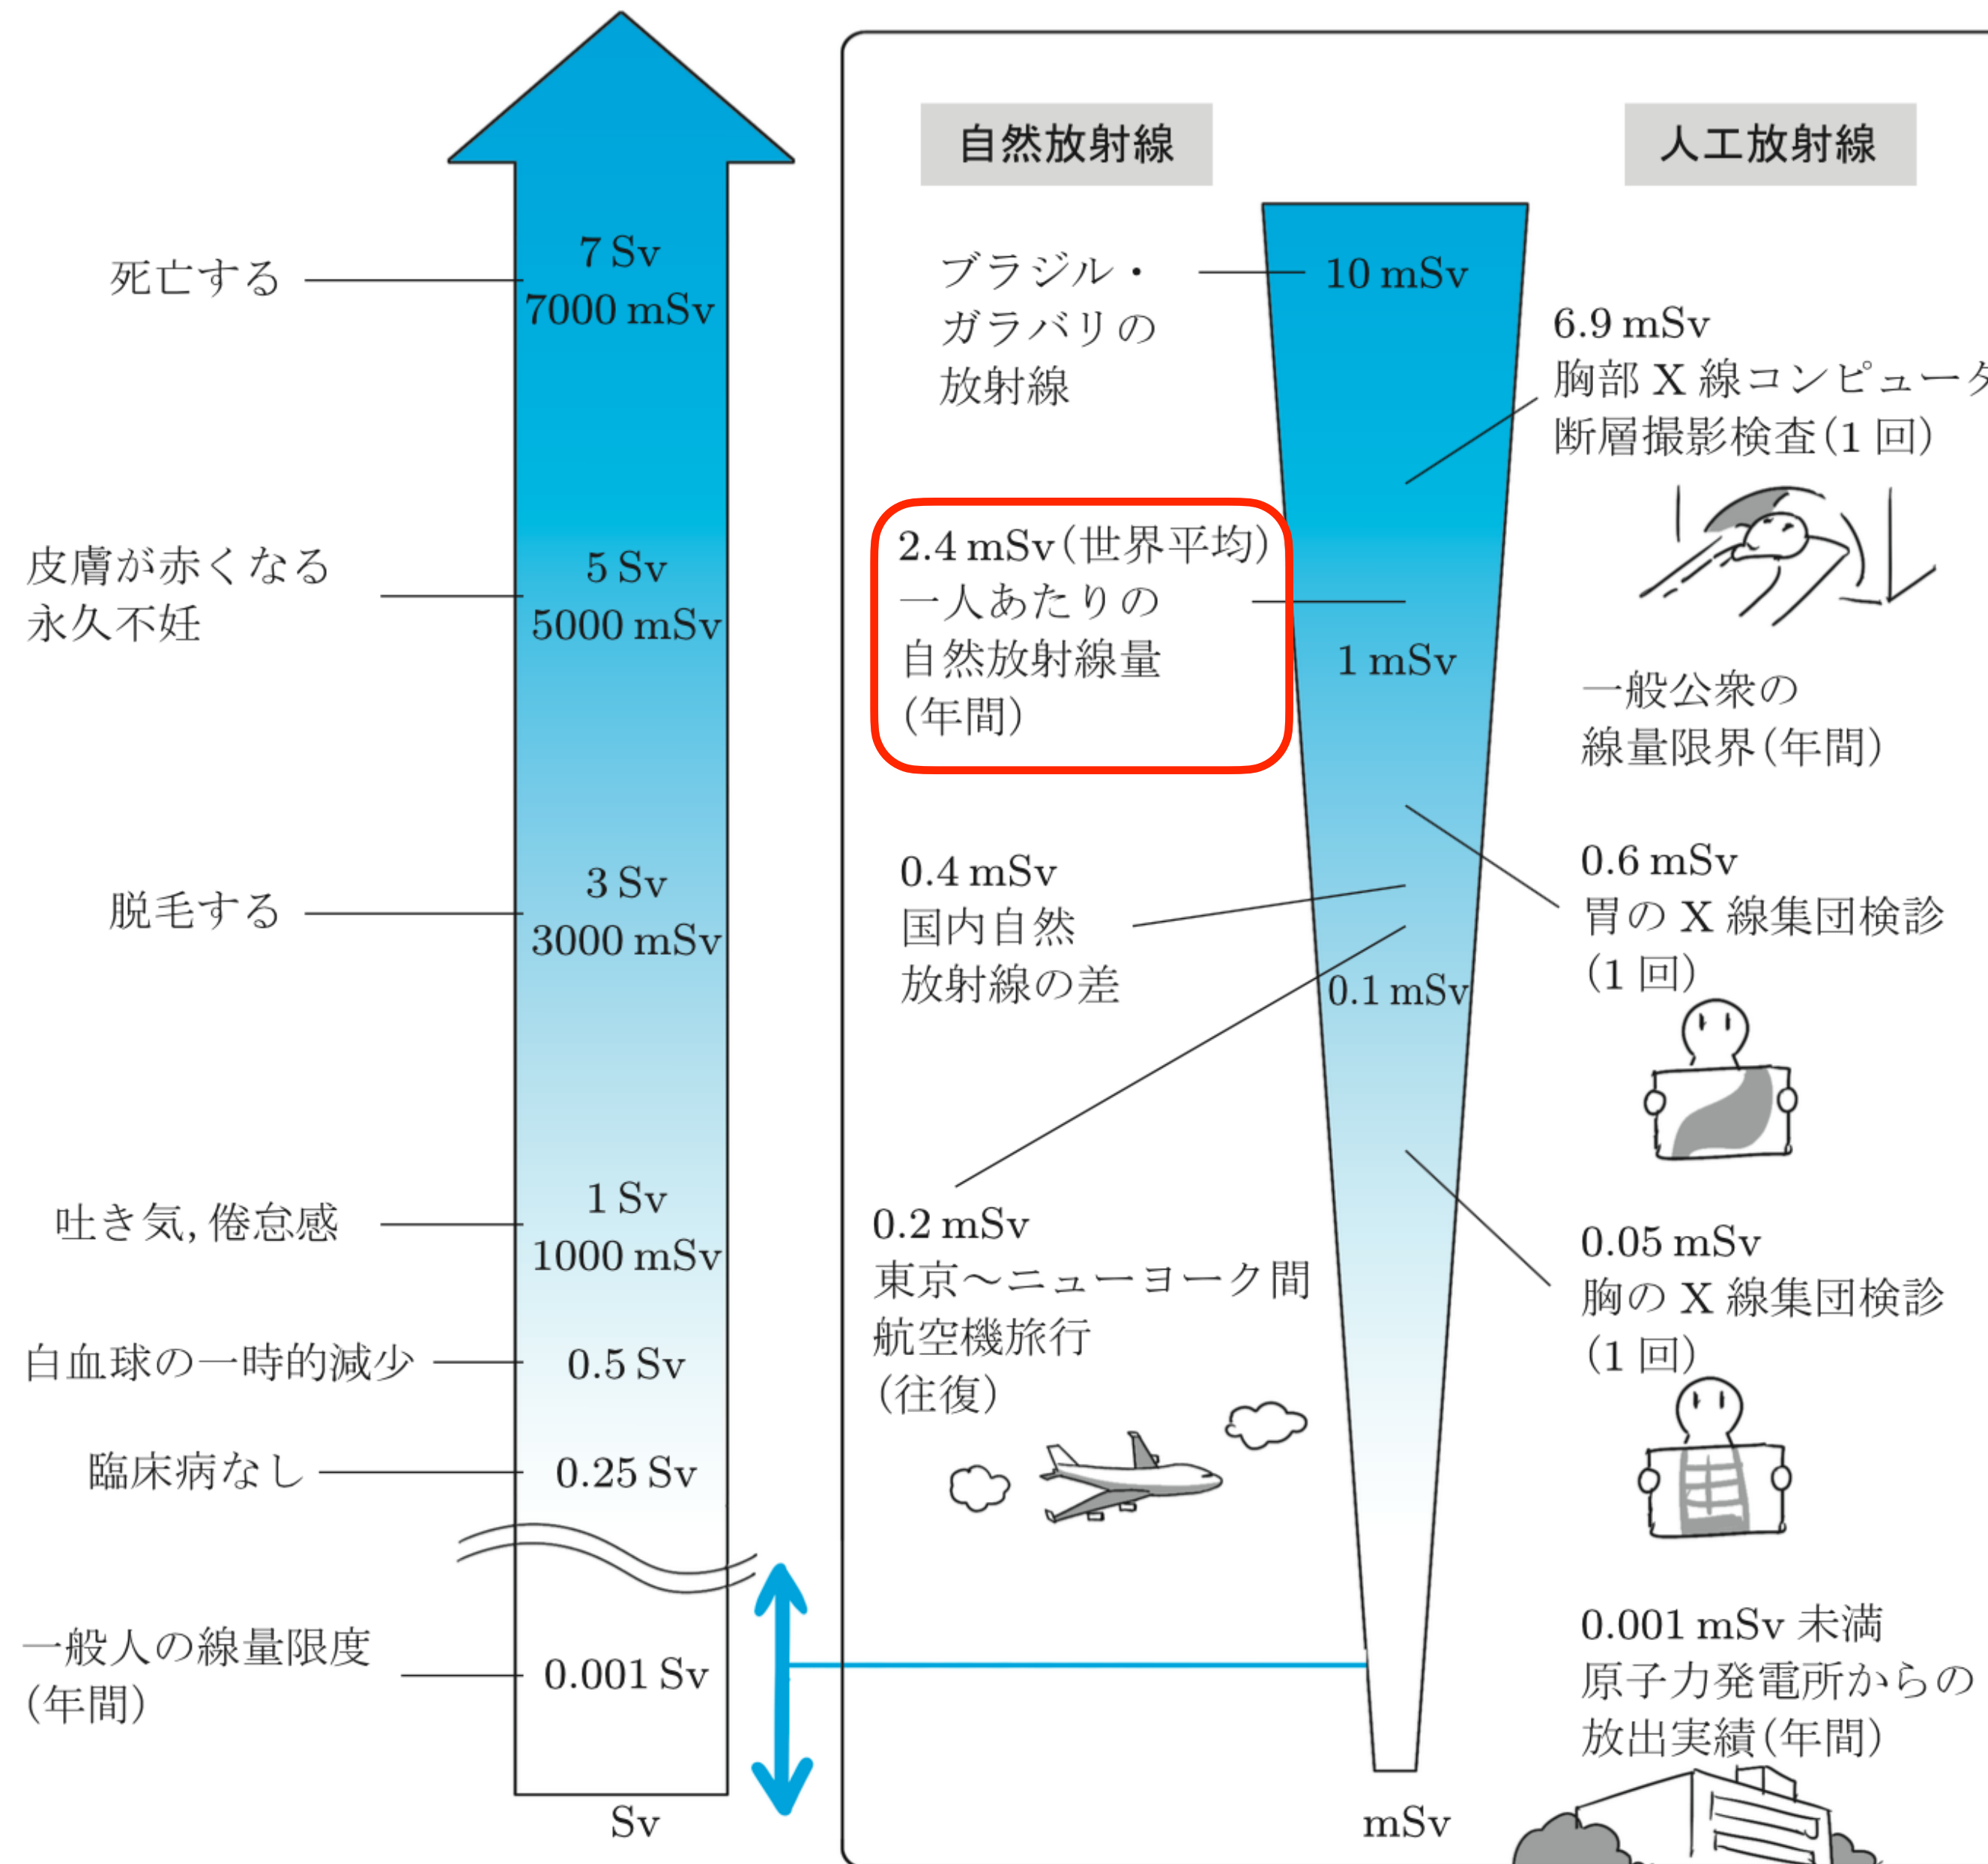 死亡する
7 Sv
7000 mSv
皮膚が赤くなる
永久不妊
5 Sv
5000 mSv
脱毛する
3 Sv
3000 mSv
吐き気, 倦怠感
1 Sv
1000 mSv
白血球の一時的減少
0.5 Sv
臨床病なし
0.25 Sv
一般人の線量限度
(年間)
0.001 Sv
Sv
自然放射線
ブラジル・
ガラバリの
放射線
2.4 mSv(世界平均)
一人あたりの
自然放射線量
(年間)
0.4 mSv
国内自然
放射線の差
0.2 mSv
東京〜ニューヨーク間
航空機旅行
(往復)
10 mSv
1 mSv
0.1 mSv
mSv
人工放射線
6.9 mSv
胸部 X 線コンピュータ
断層撮影検査(1 回)
一般公衆の
線量限界(年間)
0.6 mSv
胃の X 線集団検診
(1 回)
0.05 mSv
胸の X 線集団検診
(1 回)
0.001 mSv 未満
原子力発電所からの
放出実績(年間)